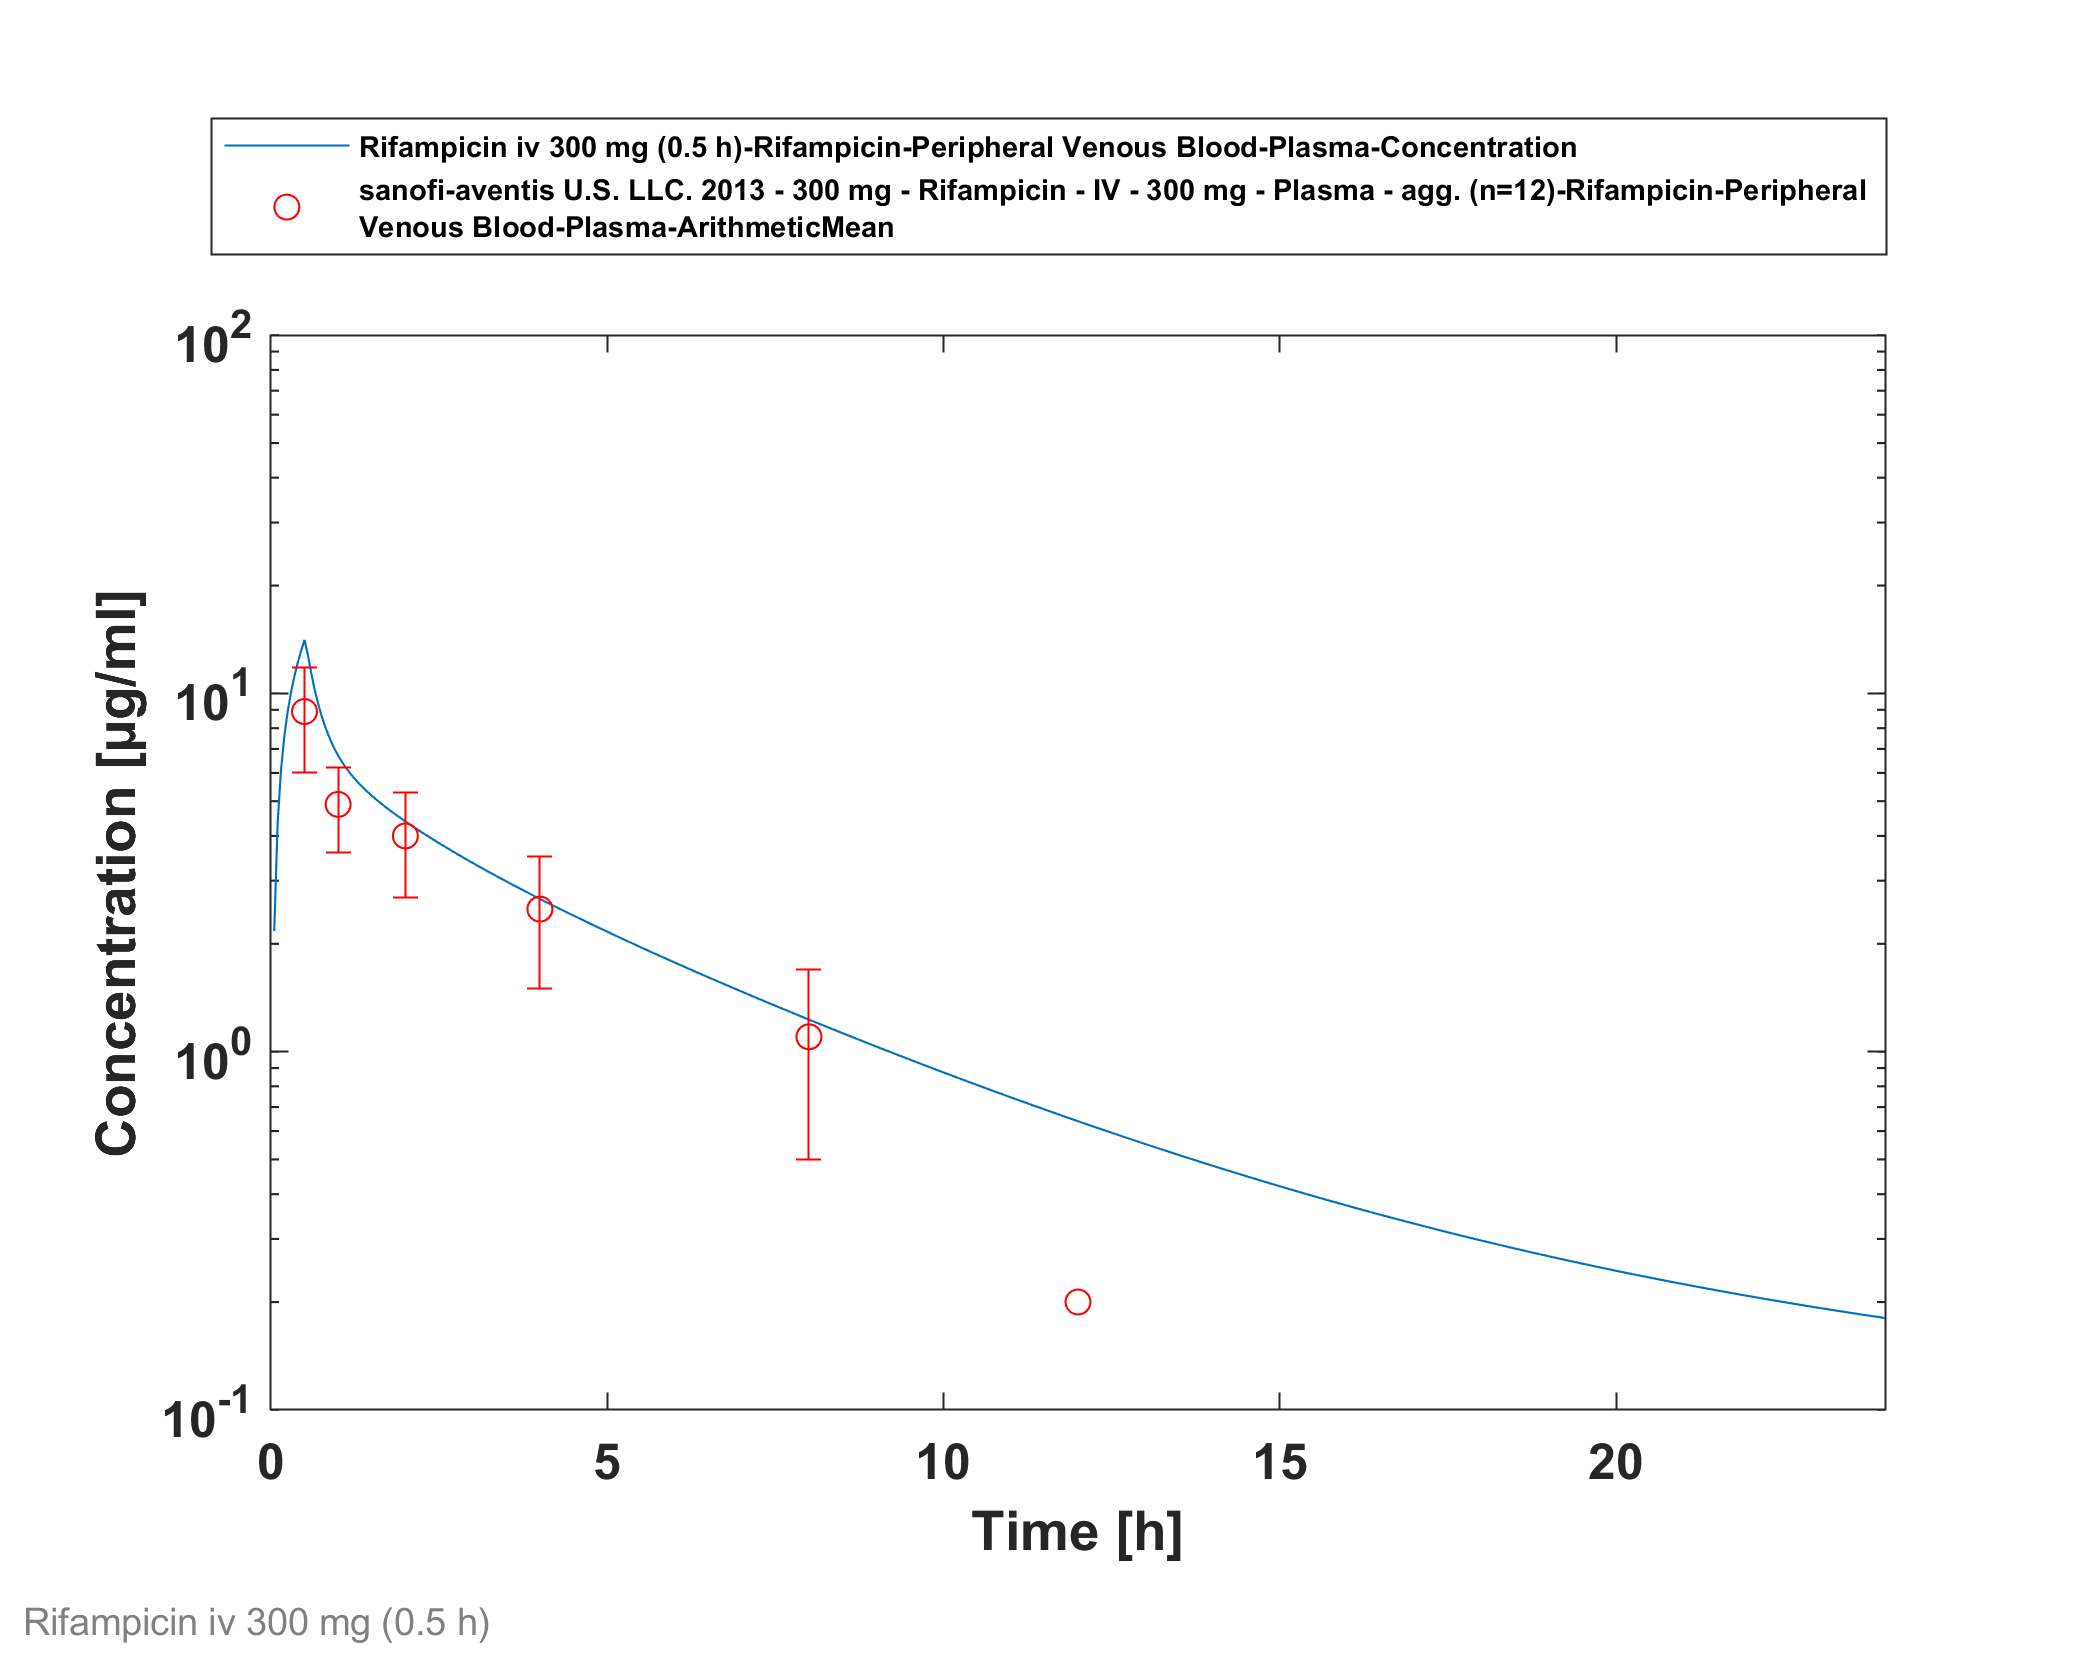 Rifampicin iv 300 mg (0.5 h)-Rifampicin-Peripheral Venous Blood-Plasma-Concentration
sanofi-aventis U.S. LLC. 2013 - 300 mg - Rifampicin - IV - 300 mg - Plasma - agg. (n=12)-Rifampicin-Peripheral
Venous Blood-Plasma-ArithmeticMean
10²
10¹
10⁰
10⁻¹
Concentration [µg/ml]
0 5 10 15 20
Time [h]
Rifampicin iv 300 mg (0.5 h)